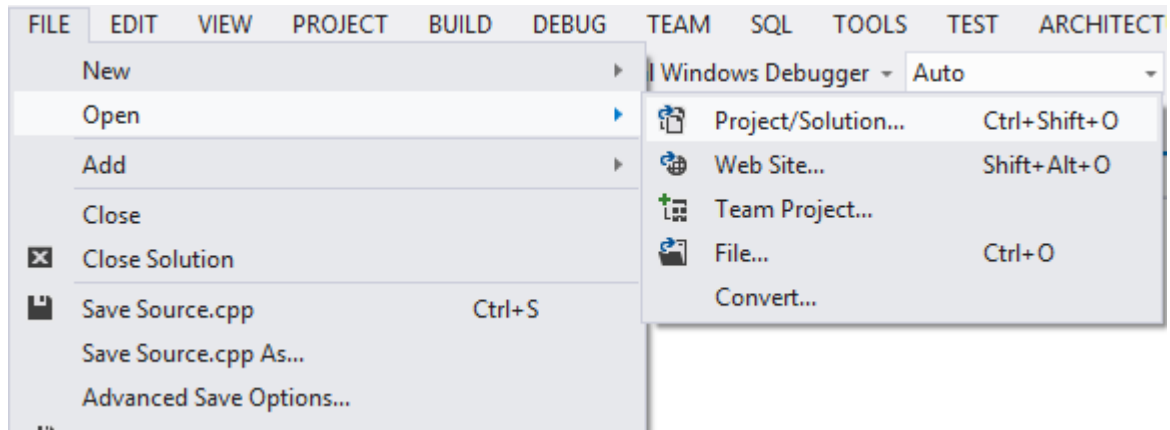 FILE EDIT VIEW PROJECT BUILD DEBUG TEAM SQL TOOLS TEST ARCHITECT
Windows Debugger Auto
New
Open
Add
Close
Close Solution
Save Source.cpp Ctrl+S
Save Source.cpp As...
Advanced Save Options...
Project/Solution... Ctrl+Shift+O
Web Site... Shift+Alt+O
Team Project...
File... Ctrl+O
Convert...